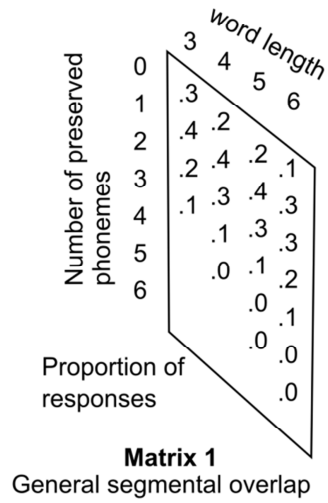 word length
3 4 5 6
Number of preserved
phonemes
0 .3 .2 .2 .1
1 .4 .4 .4 .3
2 .2 .3 .3 .3
3 .1 .1 .1 .2
4 .0 .0 .1
5 .0 .0
6 .0
Proportion of
responses
Matrix 1
General segmental overlap